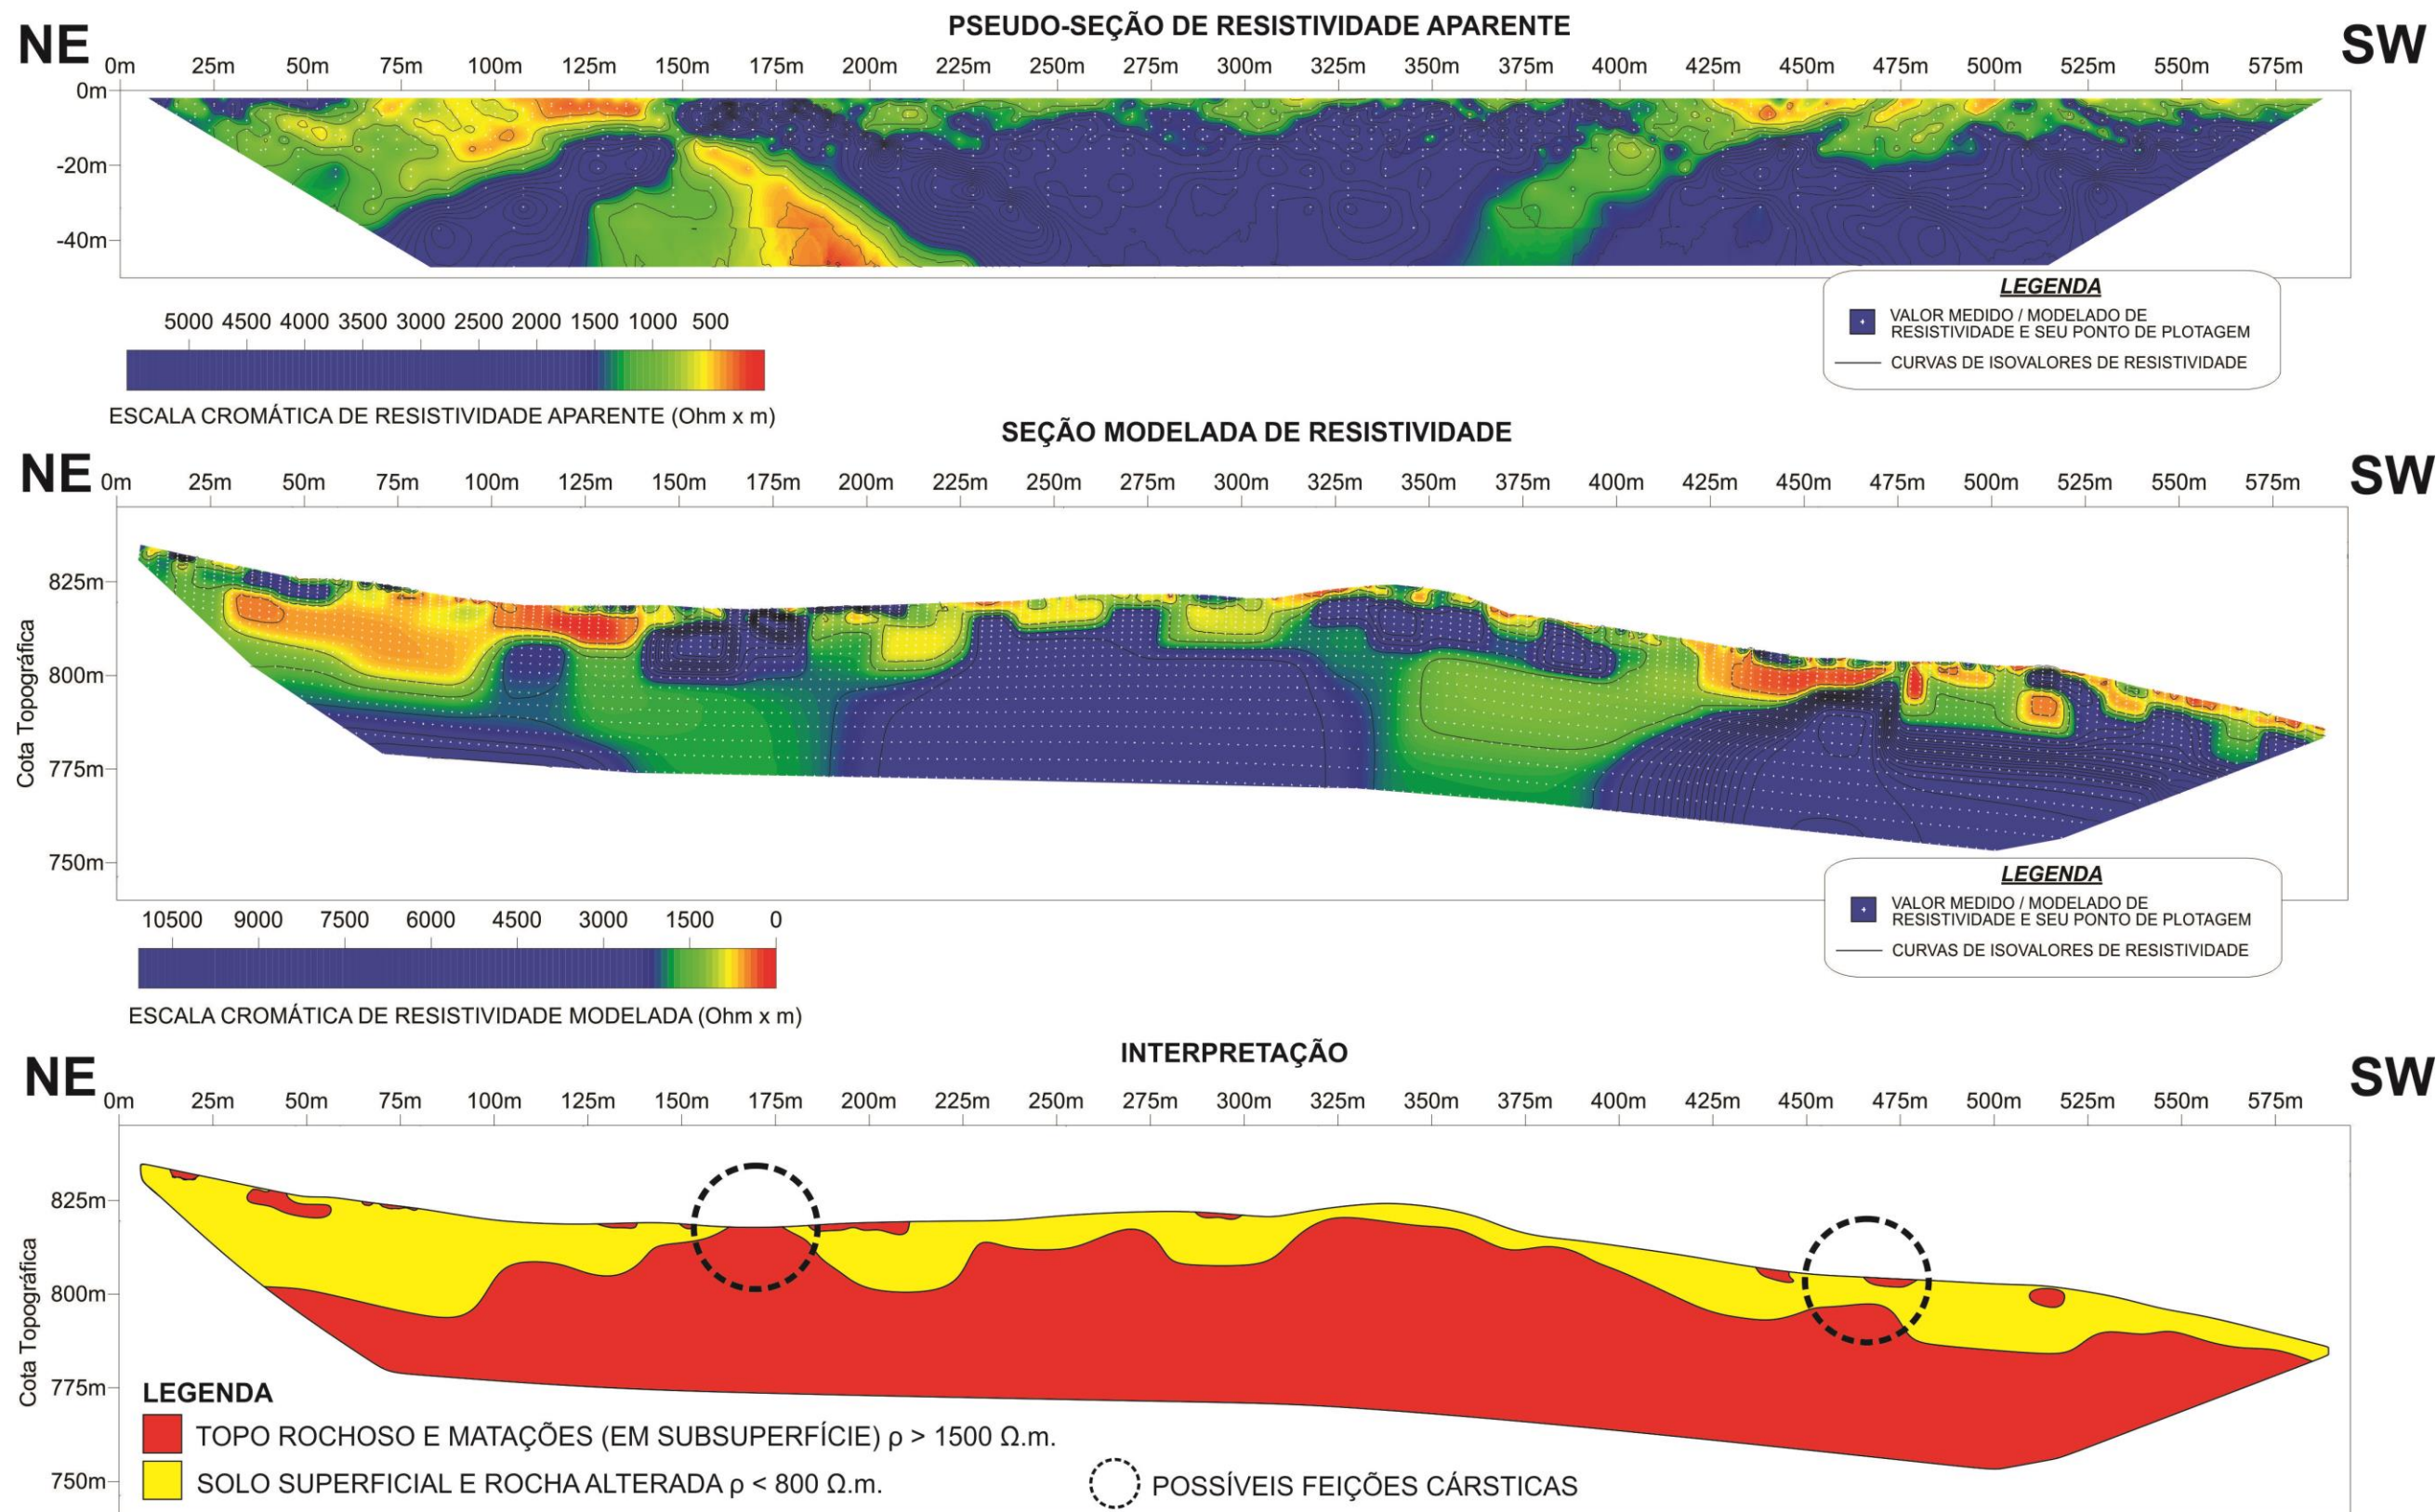 PSEUDO-SEÇÃO DE RESISTIVIDADE APARENTE
NE
SW
0m 25m 50m 75m 100m 125m 150m 175m 200m 225m 250m 275m 300m 325m 350m 375m 400m 425m 450m 475m 500m 525m 550m 575m
0m
-20m
-40m
5000 4500 4000 3500 3000 2500 2000 1500 1000 500
ESCALA CROMÁTICA DE RESISTIVIDADE APARENTE (Ohm x m)
LEGENDA
VALOR MEDIDO / MODELADO DE
RESISTIVIDADE E SEU PONTO DE PLOTAGEM
CURVAS DE ISOVALORES DE RESISTIVIDADE
SEÇÃO MODELADA DE RESISTIVIDADE
NE
SW
0m 25m 50m 75m 100m 125m 150m 175m 200m 225m 250m 275m 300m 325m 350m 375m 400m 425m 450m 475m 500m 525m 550m 575m
Cota Topográfica
825m
800m
775m
750m
10500 9000 7500 6000 4500 3000 1500 0
ESCALA CROMÁTICA DE RESISTIVIDADE MODELADA (Ohm x m)
LEGENDA
VALOR MEDIDO / MODELADO DE
RESISTIVIDADE E SEU PONTO DE PLOTAGEM
CURVAS DE ISOVALORES DE RESISTIVIDADE
INTERPRETAÇÃO
NE
SW
0m 25m 50m 75m 100m 125m 150m 175m 200m 225m 250m 275m 300m 325m 350m 375m 400m 425m 450m 475m 500m 525m 550m 575m
Cota Topográfica
825m
800m
775m
750m
LEGENDA
TOPO ROCHOSO E MATAÇÕES (EM SUBSUPERFÍCIE) ρ > 1500 Ω.m.
SOLO SUPERFICIAL E ROCHA ALTERADA ρ < 800 Ω.m.
POSSÍVEIS FEIÇÕES CÁRSTICAS